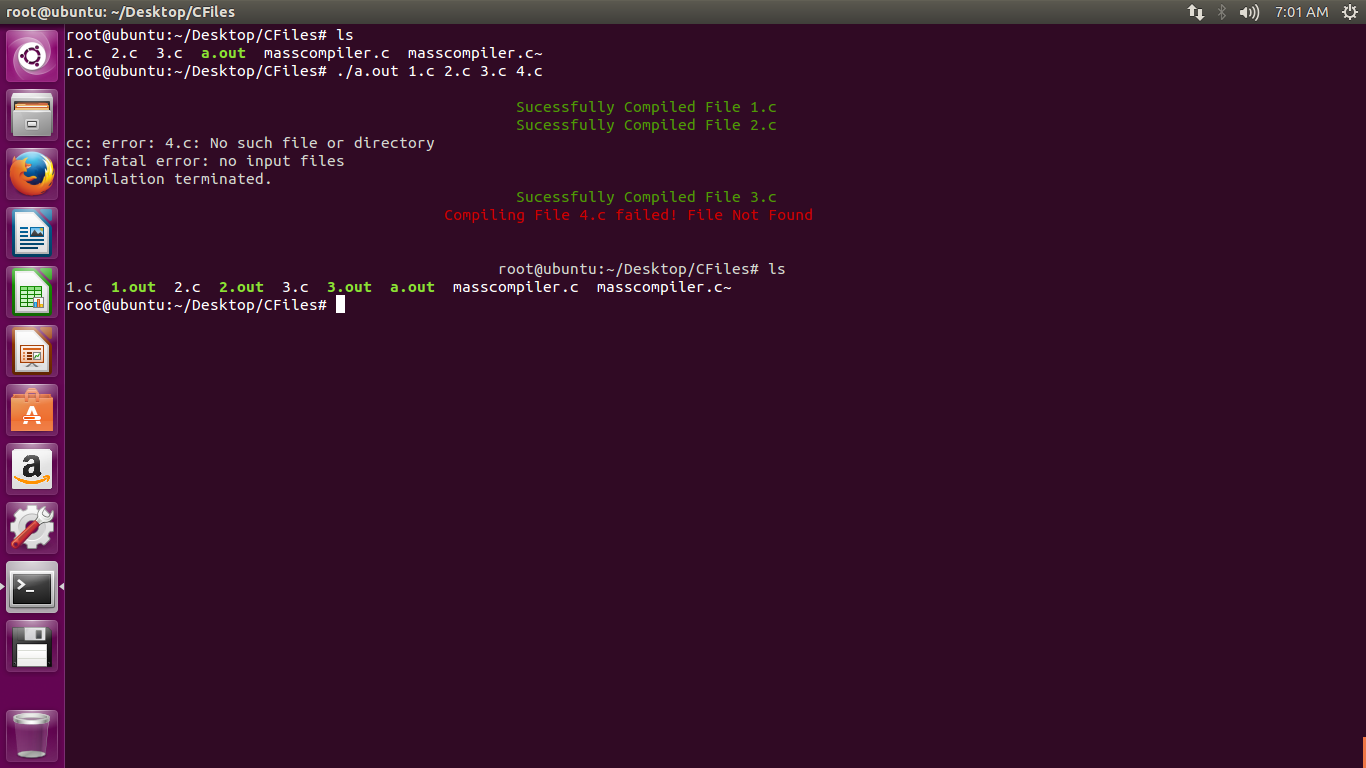 root@ubuntu: ~/Desktop/CFiles
7:01 AM
root@ubuntu:~/Desktop/CFiles# ls
1.c  2.c  3.c  a.out  masscompiler.c  masscompiler.c~
root@ubuntu:~/Desktop/CFiles# ./a.out 1.c 2.c 3.c 4.c
Sucessfully Compiled File 1.c
Sucessfully Compiled File 2.c
cc: error: 4.c: No such file or directory
cc: fatal error: no input files
compilation terminated.
Sucessfully Compiled File 3.c
Compiling File 4.c failed! File Not Found
root@ubuntu:~/Desktop/CFiles# ls
1.c  1.out  2.c  2.out  3.c  3.out  a.out  masscompiler.c  masscompiler.c~
root@ubuntu:~/Desktop/CFiles#